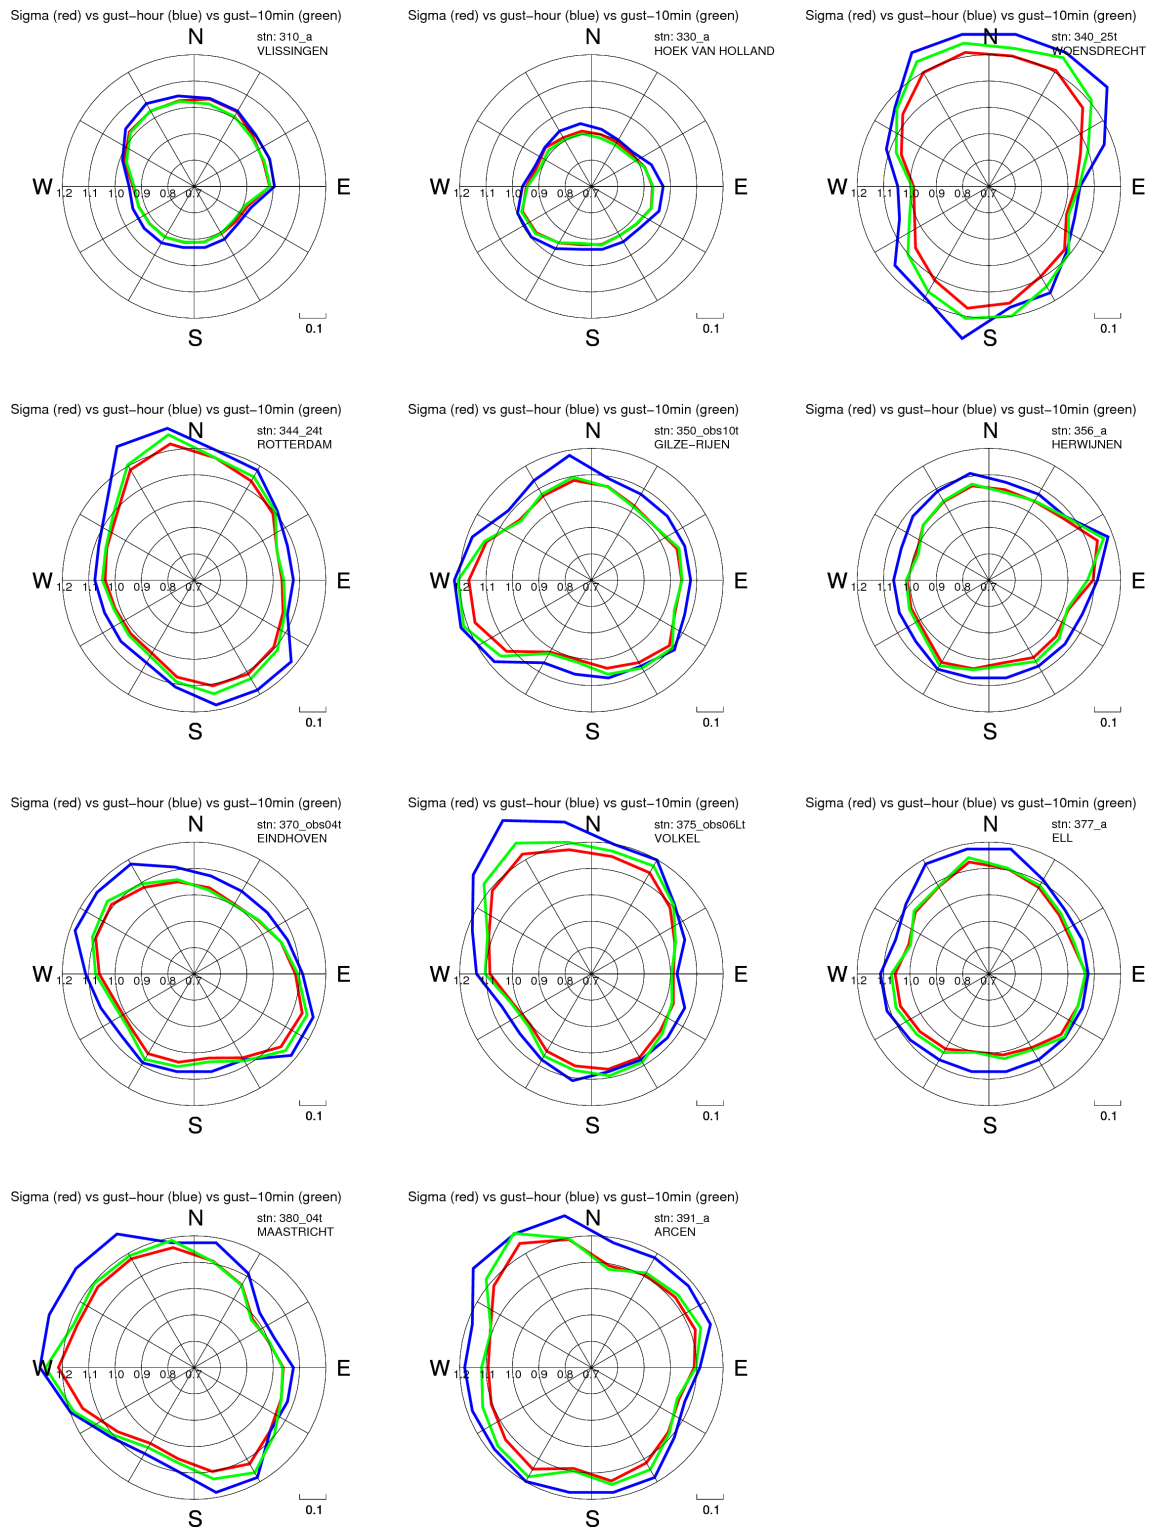 Sigma (red) vs gust−hour (blue) vs gust−10min (green)
N
stn: 310_a
VLISSINGEN
W 1.2 1.1 1.0 0.9 0.8 0.7 E
S
0.1
Sigma (red) vs gust−hour (blue) vs gust−10min (green)
N
stn: 330_a
HOEK VAN HOLLAND
W 1.2 1.1 1.0 0.9 0.8 0.7 E
S
0.1
Sigma (red) vs gust−hour (blue) vs gust−10min (green)
N
stn: 340_25t
WOENSDRECHT
W 1.2 1.1 1.0 0.9 0.8 0.7 E
S
0.1
Sigma (red) vs gust−hour (blue) vs gust−10min (green)
N
stn: 344_24t
ROTTERDAM
W 1.2 1.1 1.0 0.9 0.8 0.7 E
S
0.1
Sigma (red) vs gust−hour (blue) vs gust−10min (green)
N
stn: 350_obs10t
GILZE−RIJEN
W 1.2 1.1 1.0 0.9 0.8 0.7 E
S
0.1
Sigma (red) vs gust−hour (blue) vs gust−10min (green)
N
stn: 356_a
HERWIJNEN
W 1.2 1.1 1.0 0.9 0.8 0.7 E
S
0.1
Sigma (red) vs gust−hour (blue) vs gust−10min (green)
N
stn: 370_obs04t
EINDHOVEN
W 1.2 1.1 1.0 0.9 0.8 0.7 E
S
0.1
Sigma (red) vs gust−hour (blue) vs gust−10min (green)
N
stn: 375_obs06Lt
VOLKEL
W 1.2 1.1 1.0 0.9 0.8 0.7 E
S
0.1
Sigma (red) vs gust−hour (blue) vs gust−10min (green)
N
stn: 377_a
ELL
W 1.2 1.1 1.0 0.9 0.8 0.7 E
S
0.1
Sigma (red) vs gust−hour (blue) vs gust−10min (green)
N
stn: 380_04t
MAASTRICHT
W 1.2 1.1 1.0 0.9 0.8 0.7 E
S
0.1
Sigma (red) vs gust−hour (blue) vs gust−10min (green)
N
stn: 391_a
ARCEN
W 1.2 1.1 1.0 0.9 0.8 0.7 E
S
0.1